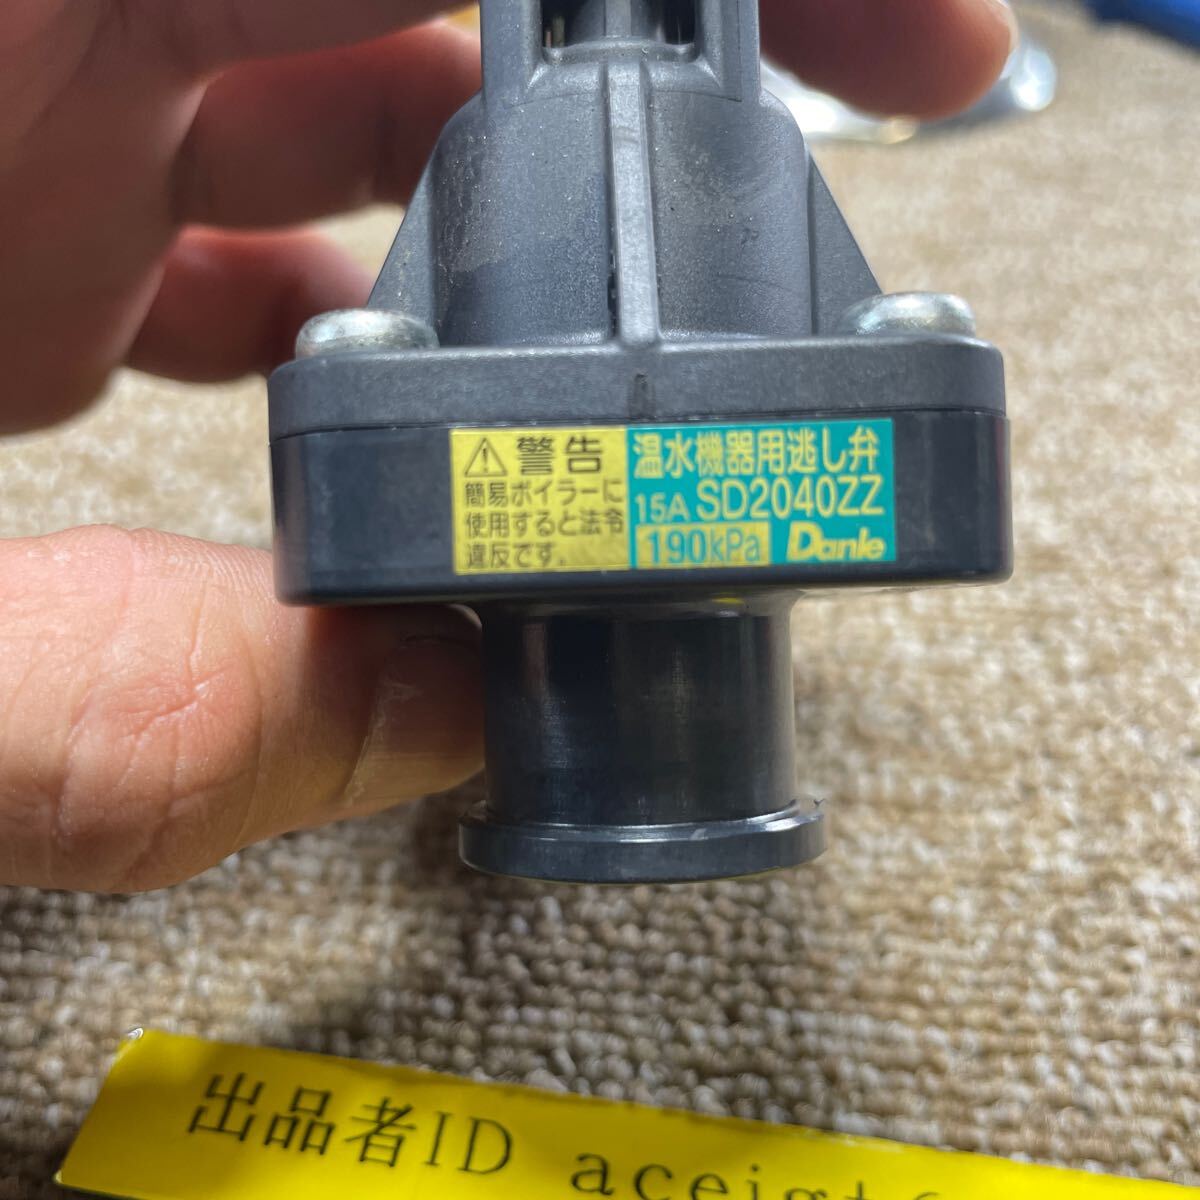 警告
簡易ボイラーに
使用すると法令
違反です。
温水機器用逃し弁
15A SD2040ZZ
190kPa Danle
出品者ID